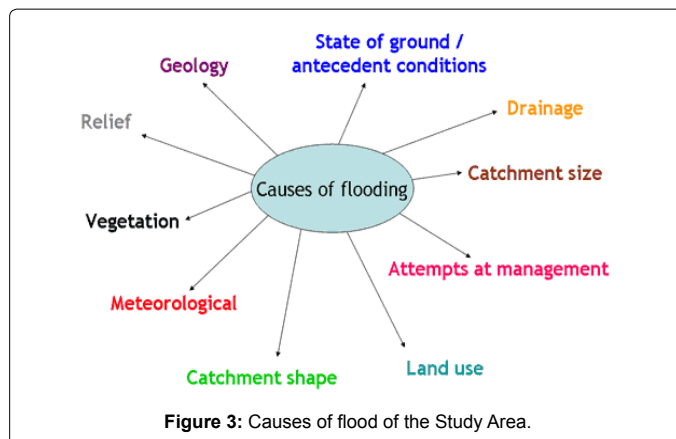 State of ground /
antecedent conditions
Geology
Drainage
Relief
Catchment size
Causes of flooding
Vegetation
Attempts at management
Meteorological
Land use
Catchment shape
Figure 3: Causes of flood of the Study Area.